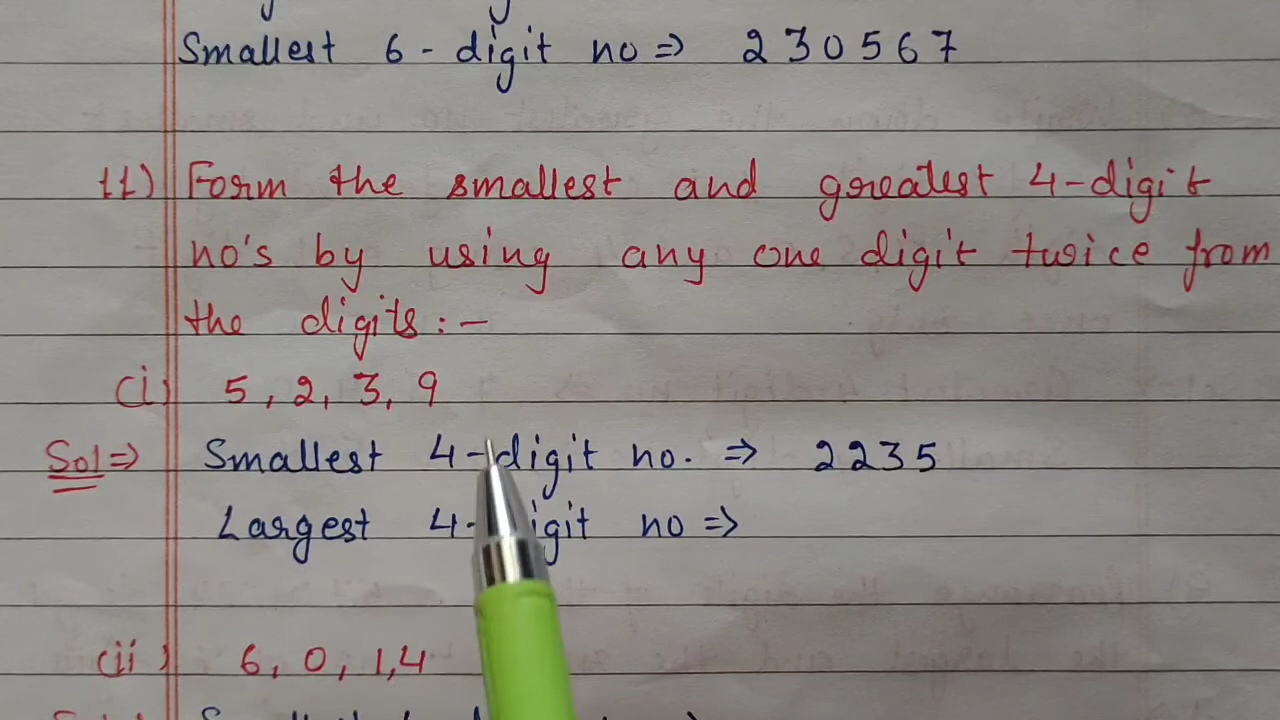 Smallest 6-digit no ⇒ 230567
11) Form the smallest and greatest 4-digit
no's by using any one digit twice from
the digits:-
(i) 5, 2, 3, 9
Sol⇒ Smallest 4-digit no. ⇒ 2235
Largest 4-digit no ⇒
(ii) 6, 0, 1, 4